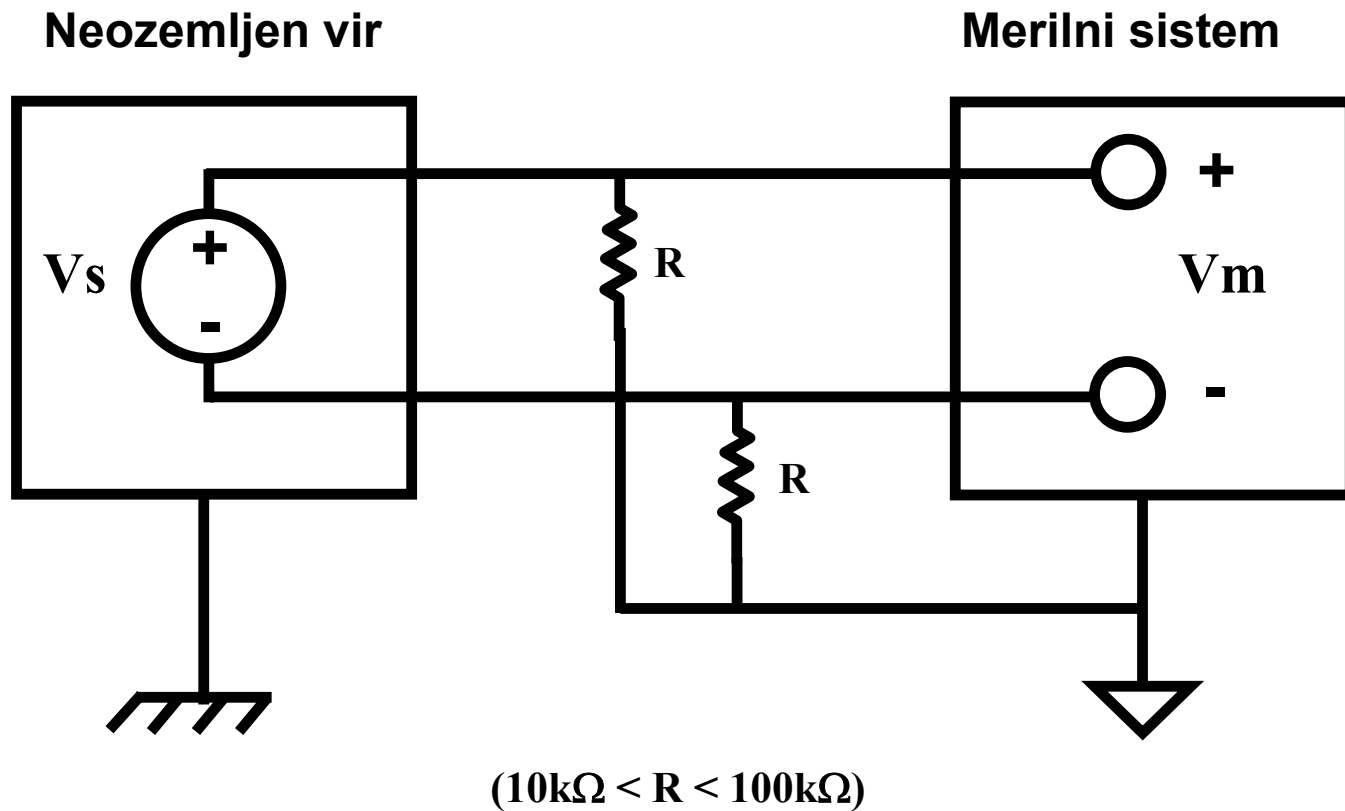 Neozemljen vir
Merilni sistem
+
+
Vs
R
Vm
-
-
R
(10kΩ < R < 100kΩ)